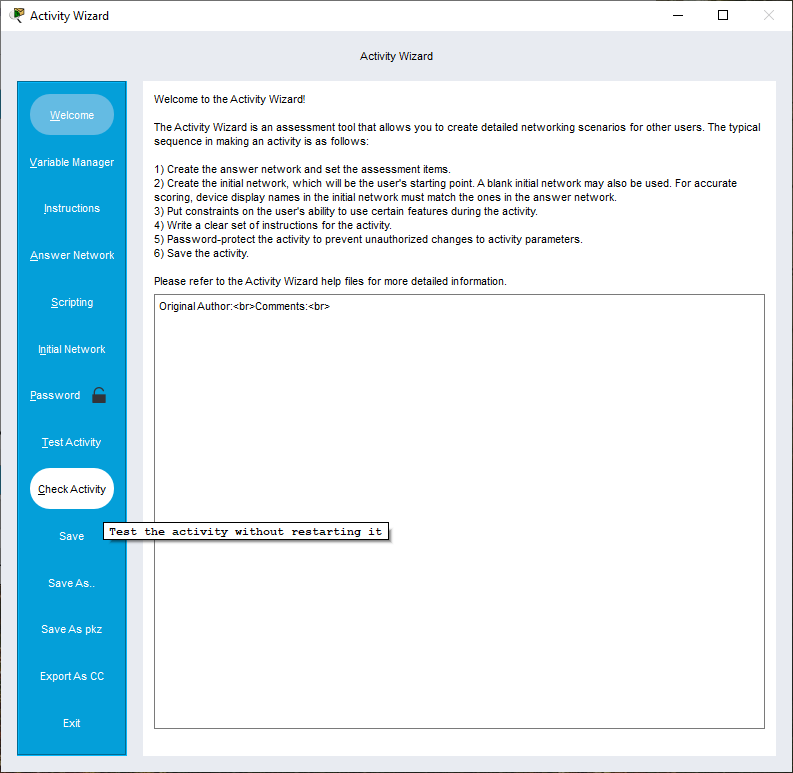 Activity Wizard
Activity Wizard
Welcome
Variable Manager
Instructions
Answer Network
Scripting
Initial Network
Password
Test Activity
Check Activity
Save
Save As..
Save As pkz
Export As CC
Exit
Welcome to the Activity Wizard!
The Activity Wizard is an assessment tool that allows you to create detailed networking scenarios for other users. The typical
sequence in making an activity is as follows:
1) Create the answer network and set the assessment items.
2) Create the initial network, which will be the user's starting point. A blank initial network may also be used. For accurate
scoring, device display names in the initial network must match the ones in the answer network.
3) Put constraints on the user's ability to use certain features during the activity.
4) Write a clear set of instructions for the activity.
5) Password-protect the activity to prevent unauthorized changes to activity parameters.
6) Save the activity.
Please refer to the Activity Wizard help files for more detailed information.
Original Author:<br>Comments:<br>
Test the activity without restarting it